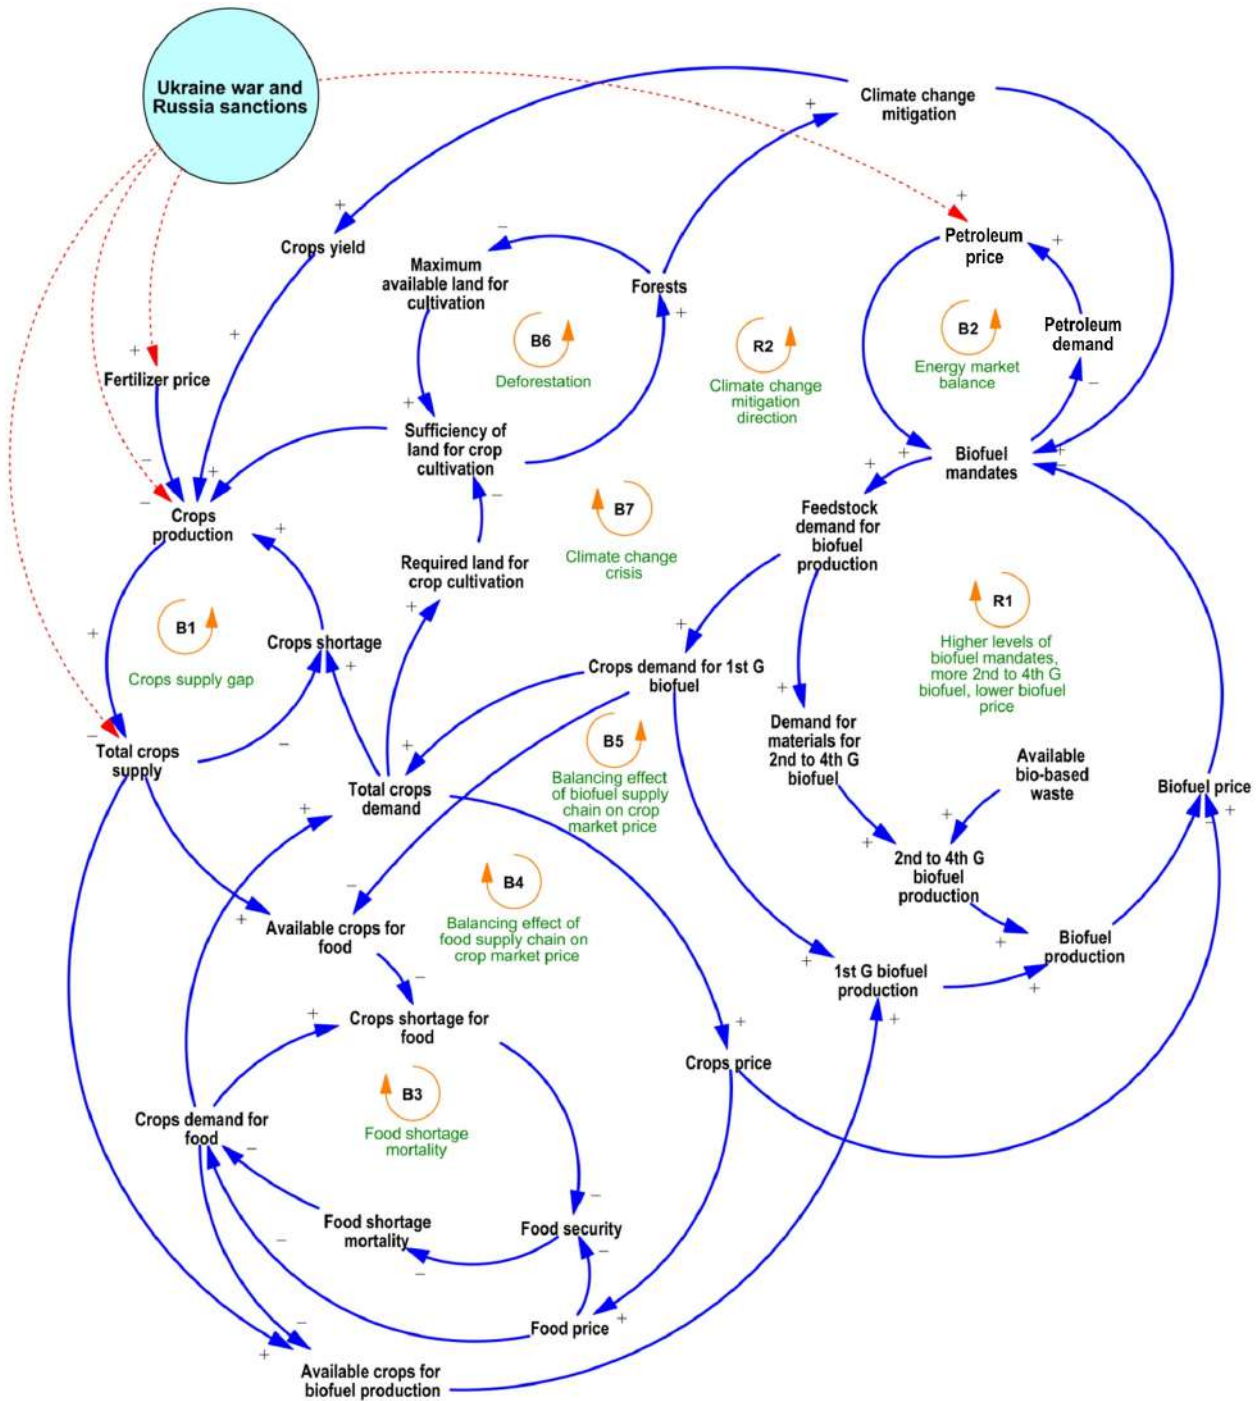 Ukraine war and
Russia sanctions
Climate change
mitigation
+
+
+
Crops yield
−
Petroleum
price
+
Maximum
available land for
cultivation
Forests
+
+
B6
Deforestation
R2
Climate change
mitigation
direction
B2
Energy market
balance
Petroleum
demand
−
+
Fertilizer price
+
Sufficiency of
land for crop
cultivation
Biofuel
mandates
+
+
+
−
−
+
−
Crops
production
+
−
B7
Climate change
crisis
Feedstock
demand for
biofuel
production
Required land for
crop cultivation
+
B1
Crops supply gap
+
Crops shortage
+
R1
Higher levels of
biofuel mandates,
more 2nd to 4th G
biofuel, lower biofuel
price
+
Crops demand for 1st G
biofuel
+
Demand for
materials for
2nd to 4th G
biofuel
−
Total crops
supply
−
+
Total crops
demand
+
B5
Balancing effect
of biofuel supply
chain on crop
market price
Available
bio-based
waste
+
Biofuel price
−
+
+
2nd to 4th G
biofuel
production
−
B4
Balancing effect of
food supply chain on
crop market price
+
Available crops for
food
+
Biofuel
production
+
1st G biofuel
production
+
+
−
Crops shortage for
food
+
+
Crops price
B3
Food shortage
mortality
Crops demand for
food
−
−
Food shortage
mortality
Food security
−
−
−
Food price
+
−
+
Available crops for
biofuel production